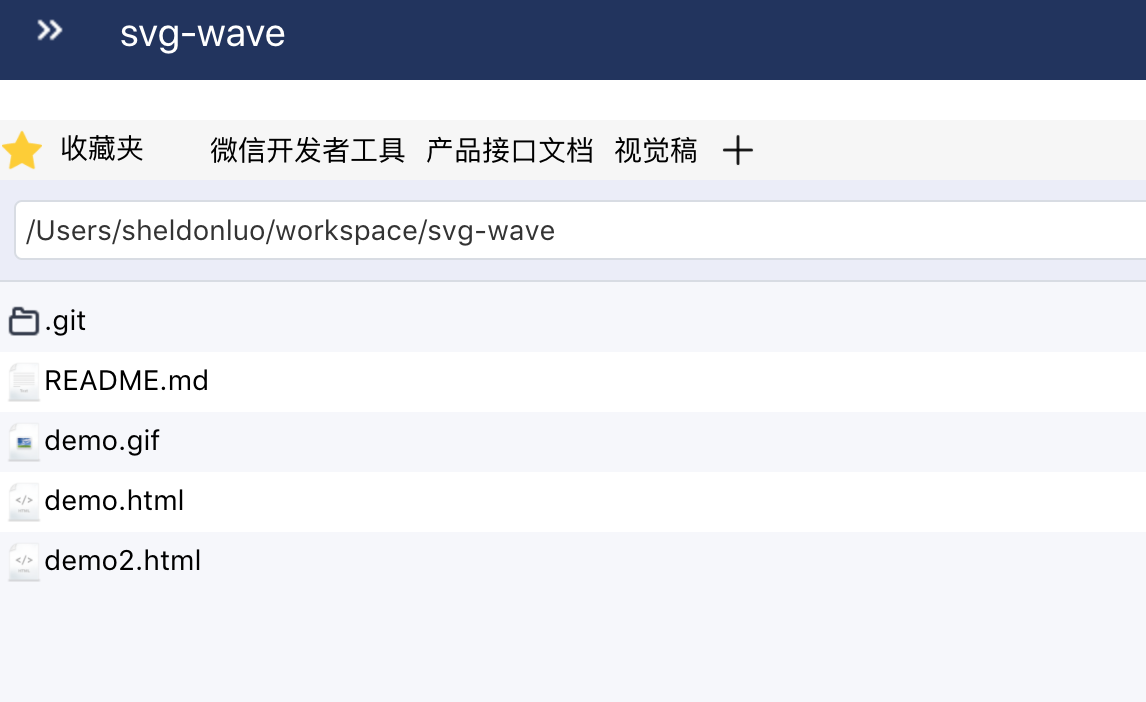 svg-wave
收藏夹 微信开发者工具 产品接口文档 视觉稿
/Users/sheldonluo/workspace/svg-wave
.git
README.md
demo.gif
demo.html
demo2.html